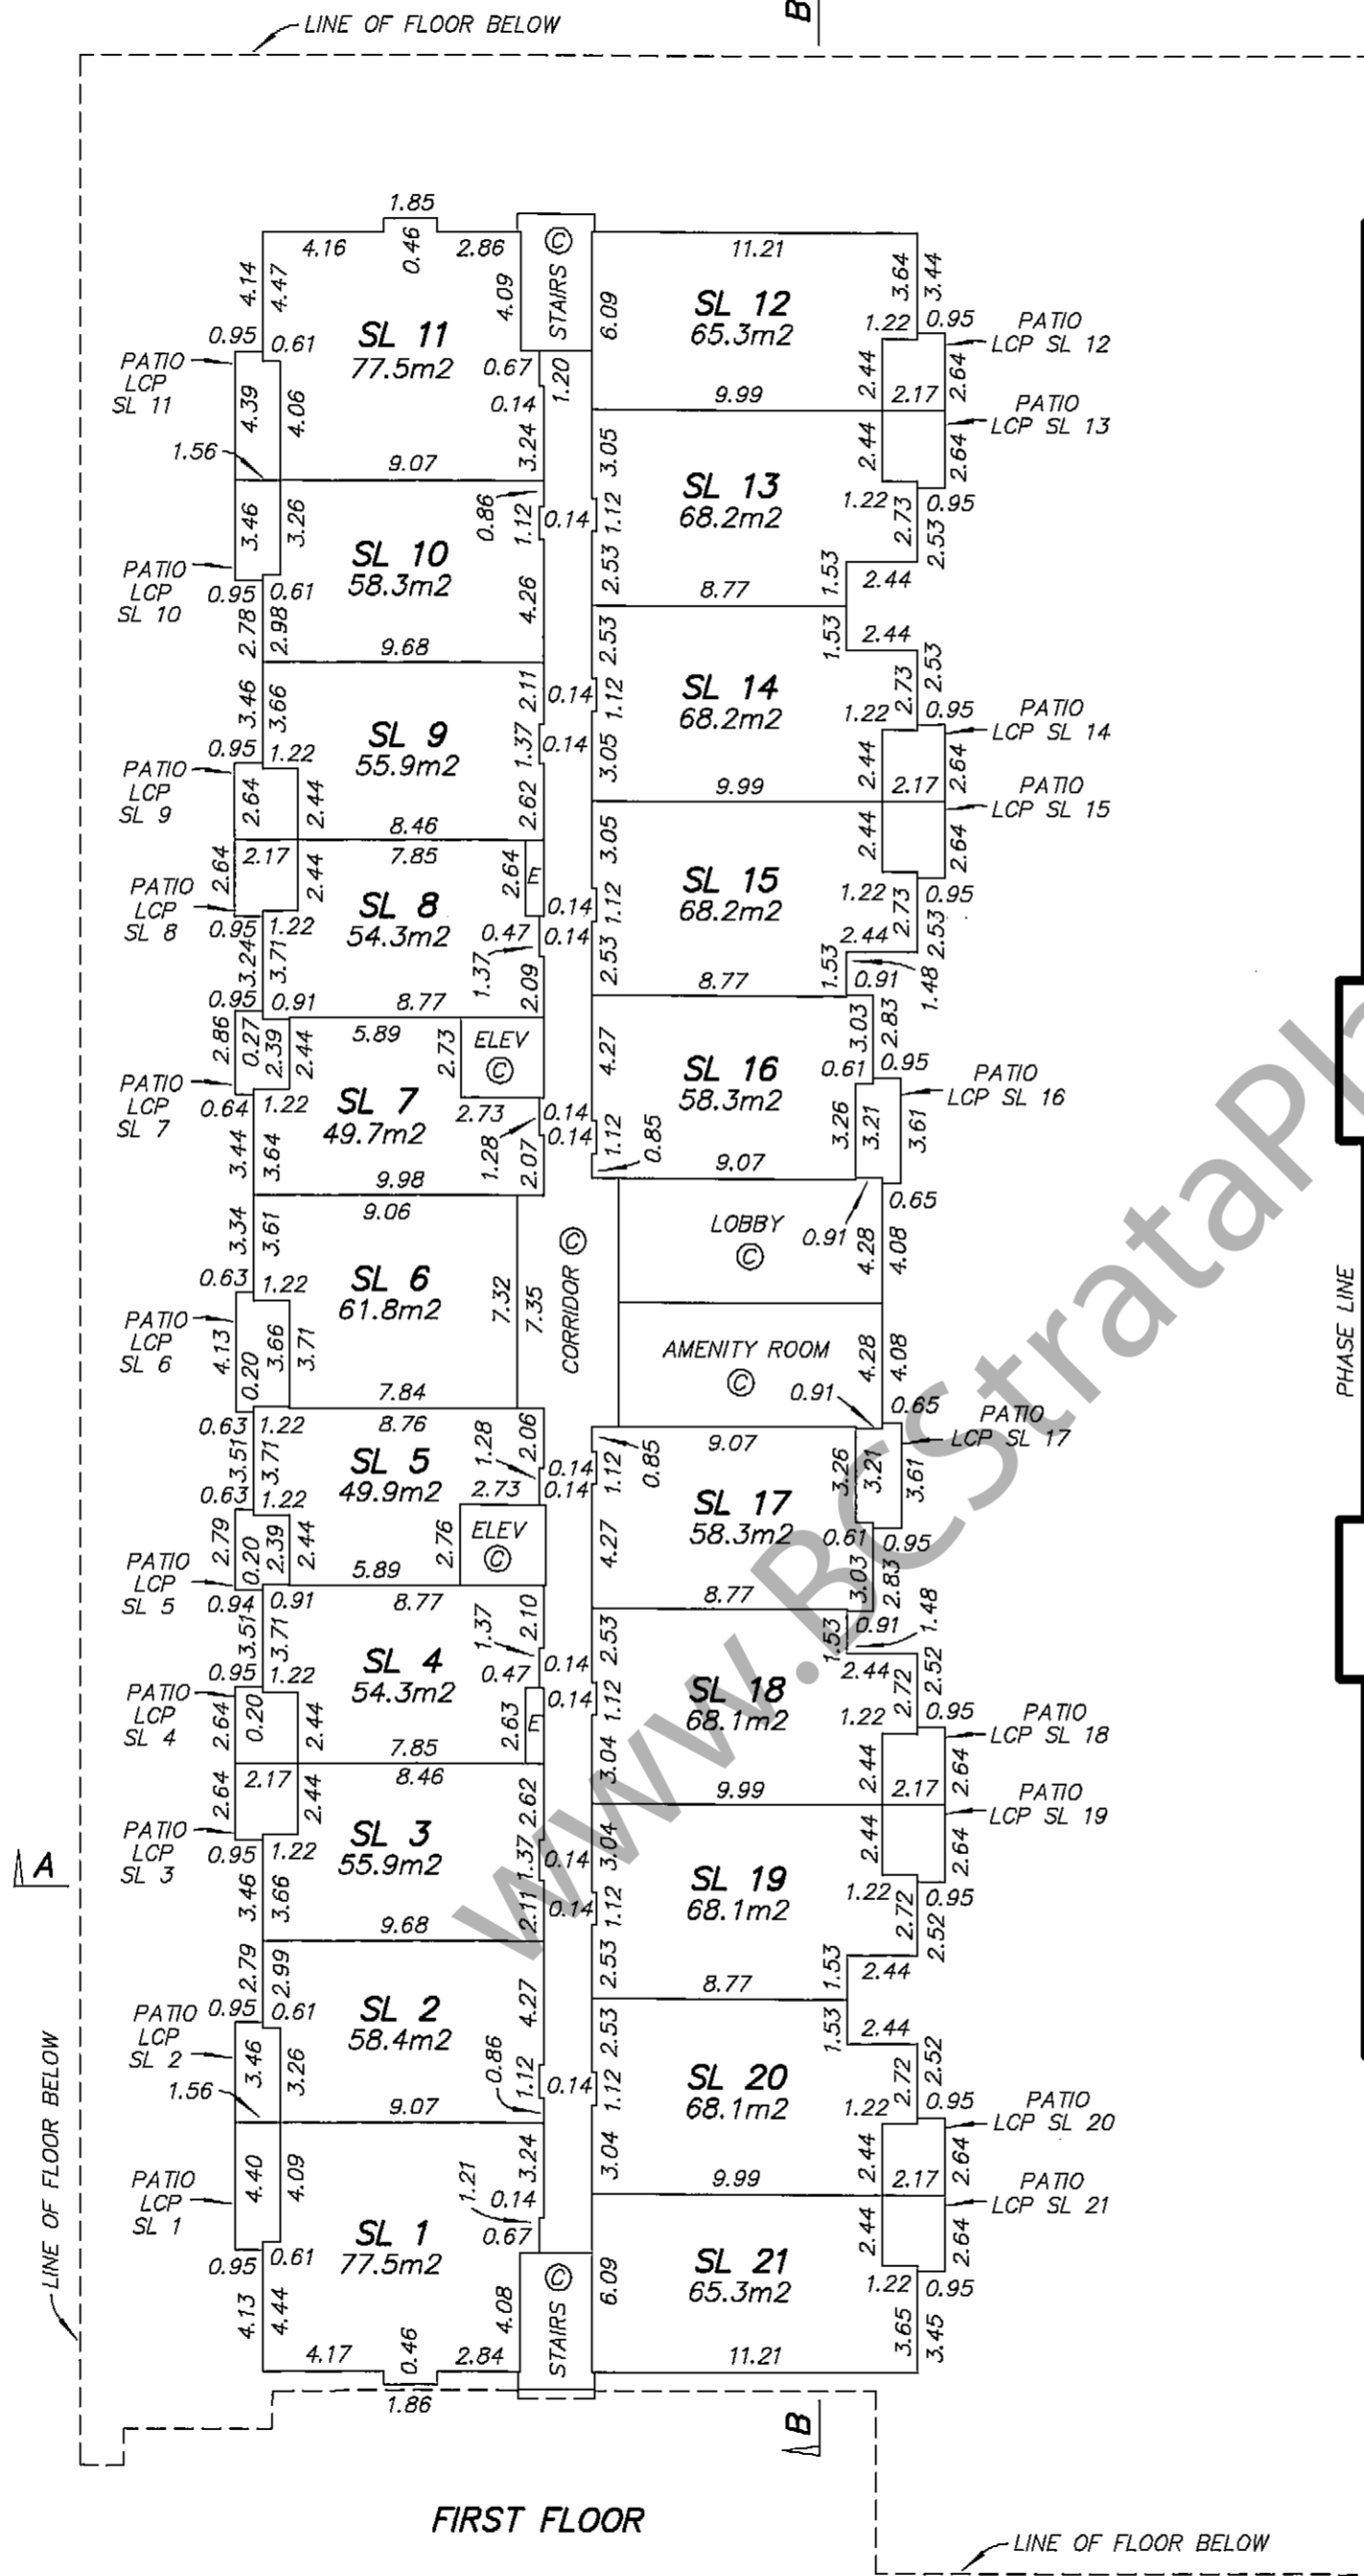 LINE OF FLOOR BELOW
B
1.85
4.16
0.46
2.86
STAIRS ©
11.21
4.14
4.47
4.09
6.09
3.64
3.44
SL 11
77.5m2
SL 12
65.3m2
0.95
0.61
1.22
0.95
PATIO
LCP SL 12
PATIO
LCP
SL 11
4.39
4.06
0.67
0.14
1.20
2.44
2.17
2.64
9.99
PATIO
LCP SL 13
1.56
9.07
3.24
3.05
2.44
2.64
SL 13
68.2m2
3.46
3.26
0.86
1.12
0.14
1.12
1.22
2.73
0.95
2.53
SL 10
58.3m2
PATIO
LCP
SL 10
0.95
0.61
4.26
2.53
8.77
1.53
2.44
2.78
2.98
9.68
2.53
1.53
2.44
3.46
3.66
2.11
0.14
1.12
SL 14
68.2m2
2.73
2.53
1.22
0.95
PATIO
LCP SL 14
SL 9
55.9m2
0.95
1.22
1.37
0.14
3.05
2.44
2.17
2.64
PATIO
LCP
SL 9
2.64
2.44
2.62
8.46
9.99
PATIO
LCP SL 15
2.64
2.17
2.44
7.85
2.64
E
3.05
2.44
2.64
PATIO
LCP
SL 8
SL 8
54.3m2
0.14
1.12
SL 15
68.2m2
1.22
0.95
0.95
1.22
0.47
0.14
2.73
2.53
3.24
3.71
1.37
2.09
2.53
2.44
1.53
1.48
0.95
0.91
8.77
8.77
0.91
2.86
0.27
2.39
2.44
5.89
2.73
ELEV
©
4.27
3.03
2.83
SL 16
58.3m2
0.61
0.95
PATIO
LCP SL 16
PATIO
LCP
SL 7
0.64
1.22
SL 7
49.7m2
2.73
0.14
0.14
1.12
0.85
3.26
3.21
3.61
3.44
3.64
1.28
2.07
9.98
9.07
0.65
9.06
3.34
3.61
LOBBY
©
0.91
4.28
4.08
0.63
1.22
SL 6
61.8m2
7.32
7.35
CORRIDOR ©
PHASE LINE
PATIO
LCP
SL 6
4.13
0.20
3.66
3.71
AMENITY ROOM
©
4.28
4.08
0.91
7.84
0.65
PATIO
LCP SL 17
0.63
1.22
8.76
1.28
2.06
0.85
9.07
3.51
3.71
SL 5
49.9m2
0.14
0.14
1.12
3.26
3.21
3.61
0.63
1.22
2.73
SL 17
58.3m2
2.79
0.20
2.39
2.44
2.76
ELEV
©
4.27
0.61
0.95
PATIO
LCP
SL 5
5.89
8.77
3.03
2.83
0.94
0.91
8.77
1.37
2.10
2.53
1.53
0.91
1.48
3.51
3.71
SL 4
54.3m2
0.14
2.44
2.72
2.52
0.95
1.22
0.47
0.14
1.12
SL 18
68.1m2
1.22
0.95
PATIO
LCP SL 18
PATIO
LCP
SL 4
2.64
0.20
2.44
2.63
E
3.04
2.44
2.17
2.64
7.85
9.99
PATIO
LCP SL 19
2.64
2.17
2.44
8.46
2.62
3.04
2.44
2.64
PATIO
LCP
SL 3
SL 3
55.9m2
1.37
0.14
SL 19
68.1m2
0.95
1.22
1.22
0.95
A
3.46
3.66
2.11
0.14
1.12
2.72
2.52
9.68
2.53
8.77
1.53
2.44
2.79
2.99
4.27
2.53
1.53
2.44
PATIO
LCP
SL 2
0.95
0.61
SL 2
58.4m2
2.72
2.52
3.46
3.26
0.86
1.12
0.14
1.12
SL 20
68.1m2
1.22
0.95
PATIO
LCP SL 20
1.56
9.07
3.04
2.44
2.17
2.64
9.99
PATIO
LCP SL 21
PATIO
LCP
SL 1
4.40
4.09
3.24
1.21
0.14
2.44
2.64
SL 1
77.5m2
0.67
SL 21
65.3m2
0.95
0.61
1.22
0.95
4.13
4.44
4.08
STAIRS ©
6.09
3.65
3.45
4.17
0.46
2.84
11.21
1.86
LINE OF FLOOR BELOW
B
FIRST FLOOR
LINE OF FLOOR BELOW